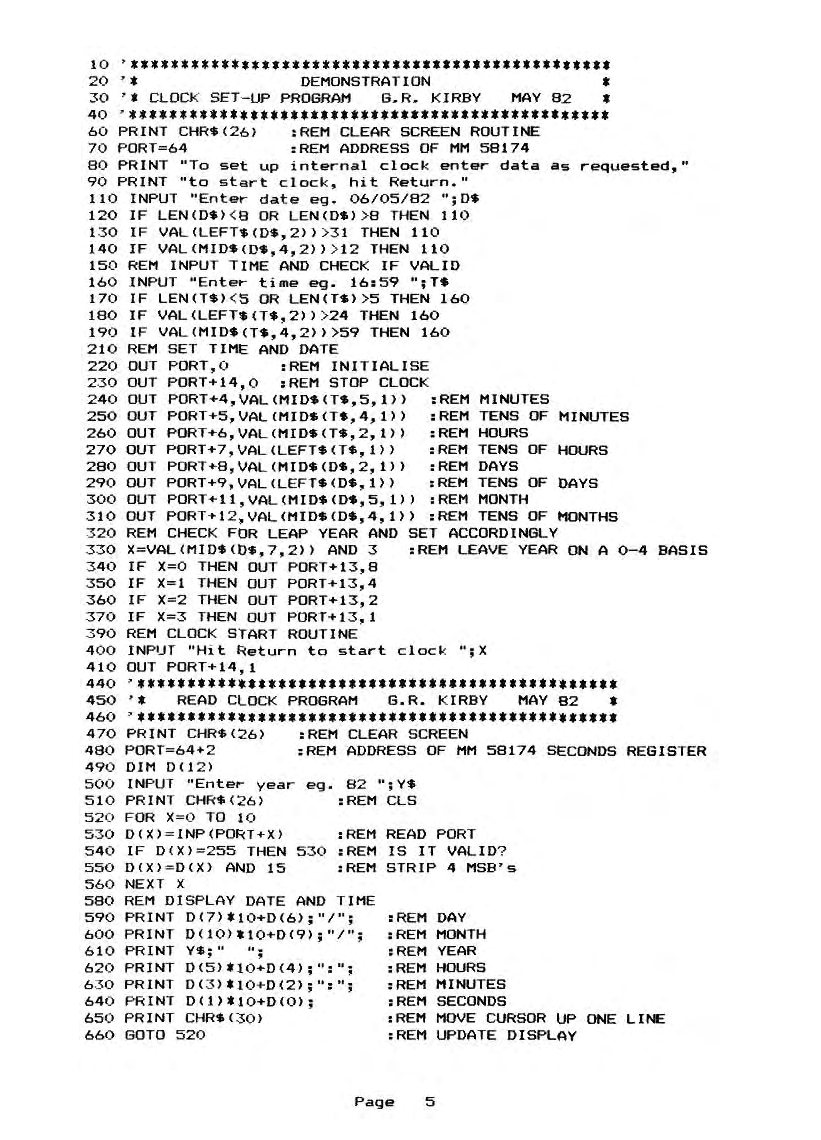 10 '************************************************
20 '*                 DEMONSTRATION                 *
30 '* CLOCK SET-UP PROGRAM   G.R. KIRBY   MAY 82   *
40 '************************************************
60 PRINT CHR$(26)   :REM CLEAR SCREEN ROUTINE
70 PORT=64          :REM ADDRESS OF MM 58174
80 PRINT "To set up internal clock enter data as requested,"
90 PRINT "to start clock, hit Return."
110 INPUT "Enter date eg. 06/05/82 ";D$
120 IF LEN(D$)<8 OR LEN(D$)>8 THEN 110
130 IF VAL(LEFT$(D$,2))>31 THEN 110
140 IF VAL(MID$(D$,4,2))>12 THEN 110
150 REM INPUT TIME AND CHECK IF VALID
160 INPUT "Enter time eg. 16:59 ";T$
170 IF LEN(T$)<5 OR LEN(T$)>5 THEN 160
180 IF VAL(LEFT$(T$,2))>24 THEN 160
190 IF VAL(MID$(T$,4,2))>59 THEN 160
210 REM SET TIME AND DATE
220 OUT PORT,0     :REM INITIALISE
230 OUT PORT+14,0  :REM STOP CLOCK
240 OUT PORT+4,VAL(MID$(T$,5,1))  :REM MINUTES
250 OUT PORT+5,VAL(MID$(T$,4,1))  :REM TENS OF MINUTES
260 OUT PORT+6,VAL(MID$(T$,2,1))  :REM HOURS
270 OUT PORT+7,VAL(LEFT$(T$,1))   :REM TENS OF HOURS
280 OUT PORT+8,VAL(MID$(D$,2,1))  :REM DAYS
290 OUT PORT+9,VAL(LEFT$(D$,1))   :REM TENS OF DAYS
300 OUT PORT+11,VAL(MID$(D$,5,1)) :REM MONTH
310 OUT PORT+12,VAL(MID$(D$,4,1)) :REM TENS OF MONTHS
320 REM CHECK FOR LEAP YEAR AND SET ACCORDINGLY
330 X=VAL(MID$(D$,7,2)) AND 3   :REM LEAVE YEAR ON A 0-4 BASIS
340 IF X=0 THEN OUT PORT+13,8
350 IF X=1 THEN OUT PORT+13,4
360 IF X=2 THEN OUT PORT+13,2
370 IF X=3 THEN OUT PORT+13,1
390 REM CLOCK START ROUTINE
400 INPUT "Hit Return to start clock ";X
410 OUT PORT+14,1
440 '************************************************
450 '*   READ CLOCK PROGRAM   G.R. KIRBY   MAY 82   *
460 '************************************************
470 PRINT CHR$(26)   :REM CLEAR SCREEN
480 PORT=64+2        :REM ADDRESS OF MM 58174 SECONDS REGISTER
490 DIM D(12)
500 INPUT "Enter year eg. 82 ";Y$
510 PRINT CHR$(26)       :REM CLS
520 FOR X=0 TO 10
530 D(X)=INP(PORT+X)     :REM READ PORT
540 IF D(X)=255 THEN 530 :REM IS IT VALID?
550 D(X)=D(X) AND 15     :REM STRIP 4 MSB's
560 NEXT X
580 REM DISPLAY DATE AND TIME
590 PRINT D(7)*10+D(6);"/";   :REM DAY
600 PRINT D(10)*10+D(9);"/";  :REM MONTH
610 PRINT Y$;"  ";            :REM YEAR
620 PRINT D(5)*10+D(4);":";   :REM HOURS
630 PRINT D(3)*10+D(2);":";   :REM MINUTES
640 PRINT D(1)*10+D(0);       :REM SECONDS
650 PRINT CHR$(30)            :REM MOVE CURSOR UP ONE LINE
660 GOTO 520                  :REM UPDATE DISPLAY
Page   5